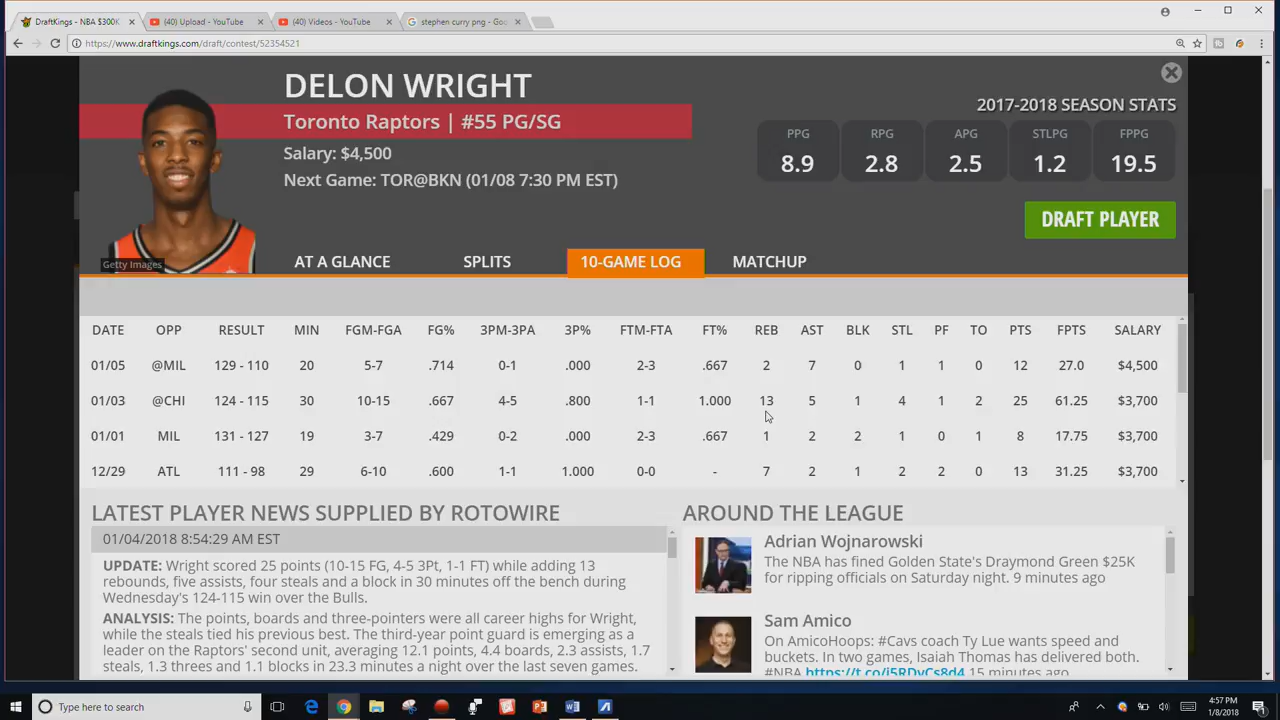 DraftKings - NBA $300K
(40) Upload - YouTube
(40) Videos - YouTube
stephen curry png - Goo
https://www.draftkings.com/draft/contest/52354521
DELON WRIGHT
Toronto Raptors | #55 PG/SG
Salary: $4,500
Next Game: TOR@BKN (01/08 7:30 PM EST)
Getty Images
2017-2018 SEASON STATS
PPG RPG APG STLPG FPPG
8.9 2.8 2.5 1.2 19.5
DRAFT PLAYER
AT A GLANCE SPLITS 10-GAME LOG MATCHUP
DATE OPP RESULT MIN FGM-FGA FG% 3PM-3PA 3P% FTM-FTA FT% REB AST BLK STL PF TO PTS FPTS SALARY
01/05 @MIL 129 - 110 20 5-7 .714 0-1 .000 2-3 .667 2 7 0 1 1 0 12 27.0 $4,500
01/03 @CHI 124 - 115 30 10-15 .667 4-5 .800 1-1 1.000 13 5 1 4 1 2 25 61.25 $3,700
01/01 MIL 131 - 127 19 3-7 .429 0-2 .000 2-3 .667 1 2 2 1 0 1 8 17.75 $3,700
12/29 ATL 111 - 98 29 6-10 .600 1-1 1.000 0-0 - 7 2 1 2 2 0 13 31.25 $3,700
LATEST PLAYER NEWS SUPPLIED BY ROTOWIRE
01/04/2018 8:54:29 AM EST
UPDATE: Wright scored 25 points (10-15 FG, 4-5 3Pt, 1-1 FT) while adding 13
rebounds, five assists, four steals and a block in 30 minutes off the bench during
Wednesday's 124-115 win over the Bulls.
ANALYSIS: The points, boards and three-pointers were all career highs for Wright,
while the steals tied his previous best. The third-year point guard is emerging as a
leader on the Raptors' second unit, averaging 12.1 points, 4.4 boards, 2.3 assists, 1.7
steals, 1.3 threes and 1.1 blocks in 23.3 minutes a night over the last seven games.
AROUND THE LEAGUE
Adrian Wojnarowski
The NBA has fined Golden State's Draymond Green $25K
for ripping officials on Saturday night. 9 minutes ago
Sam Amico
On AmicoHoops: #Cavs coach Ty Lue wants speed and
buckets. In two games, Isaiah Thomas has delivered both.
#NBA https://t.co/j5RDyCs8d4 15 minutes ago
Type here to search
4:57 PM
1/8/2018